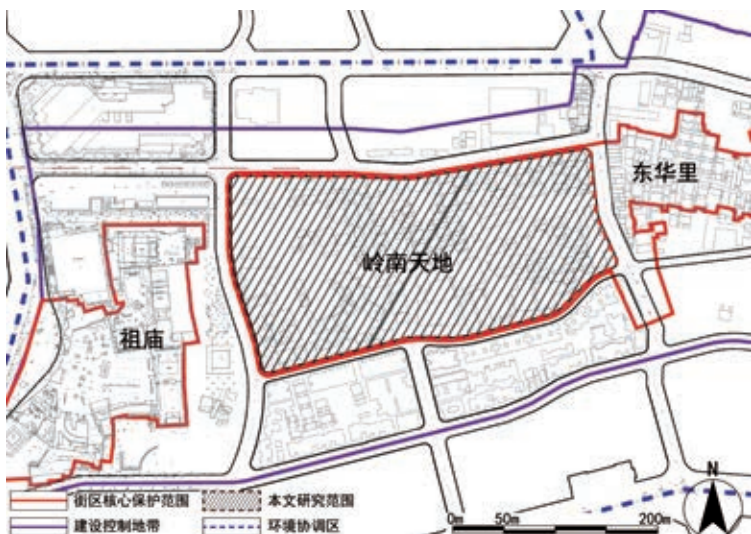 东华里
岭南天地
祖庙
N
街区核心保护范围 本文研究范围
建设控制地带 环境协调区
0m 50m 200m